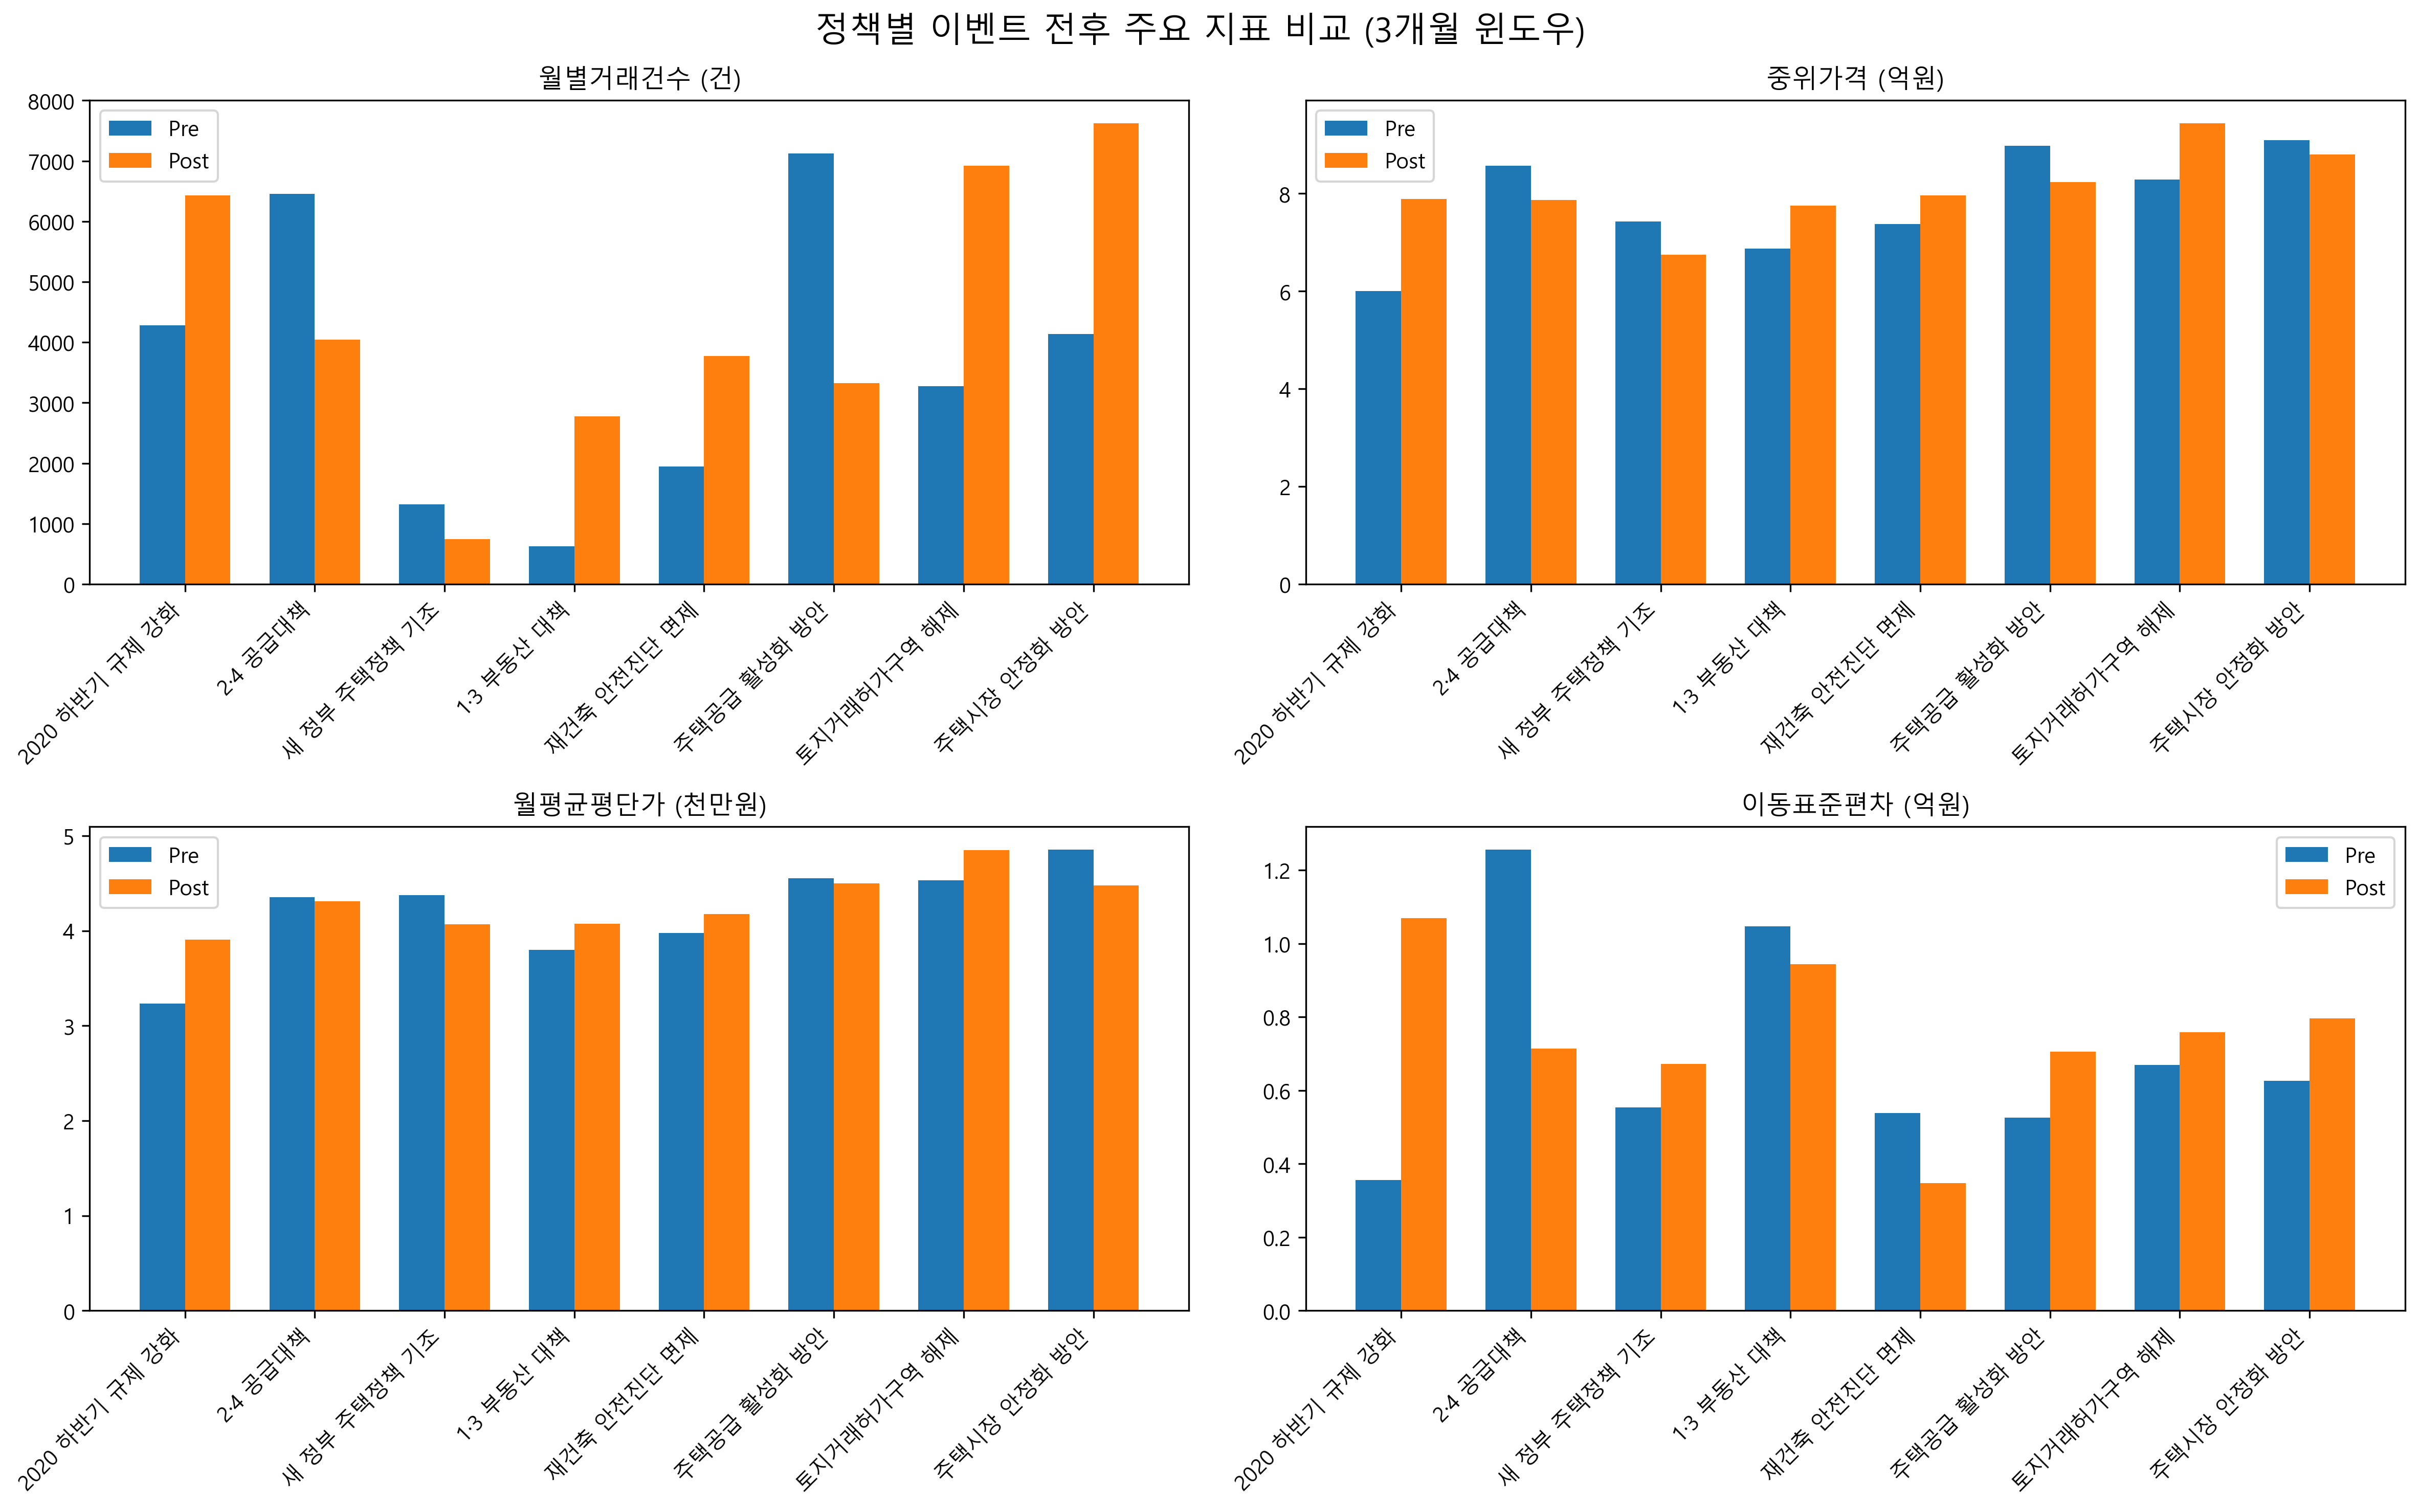 정책별 이벤트 전후 주요 지표 비교 (3개월 윈도우)
월별거래건수 (건)
8000
7000
6000
5000
4000
3000
2000
1000
0
Pre
Post
2020 하반기 규제 강화
2·4 공급대책
새 정부 주택정책 기조
1·3 부동산 대책
재건축 안전진단 면제
주택공급 활성화 방안
토지거래허가구역 해제
주택시장 안정화 방안
중위가격 (억원)
8
6
4
2
0
Pre
Post
2020 하반기 규제 강화
2·4 공급대책
새 정부 주택정책 기조
1·3 부동산 대책
재건축 안전진단 면제
주택공급 활성화 방안
토지거래허가구역 해제
주택시장 안정화 방안
월평균평단가 (천만원)
5
4
3
2
1
0
Pre
Post
2020 하반기 규제 강화
2·4 공급대책
새 정부 주택정책 기조
1·3 부동산 대책
재건축 안전진단 면제
주택공급 활성화 방안
토지거래허가구역 해제
주택시장 안정화 방안
이동표준편차 (억원)
1.2
1.0
0.8
0.6
0.4
0.2
0.0
Pre
Post
2020 하반기 규제 강화
2·4 공급대책
새 정부 주택정책 기조
1·3 부동산 대책
재건축 안전진단 면제
주택공급 활성화 방안
토지거래허가구역 해제
주택시장 안정화 방안